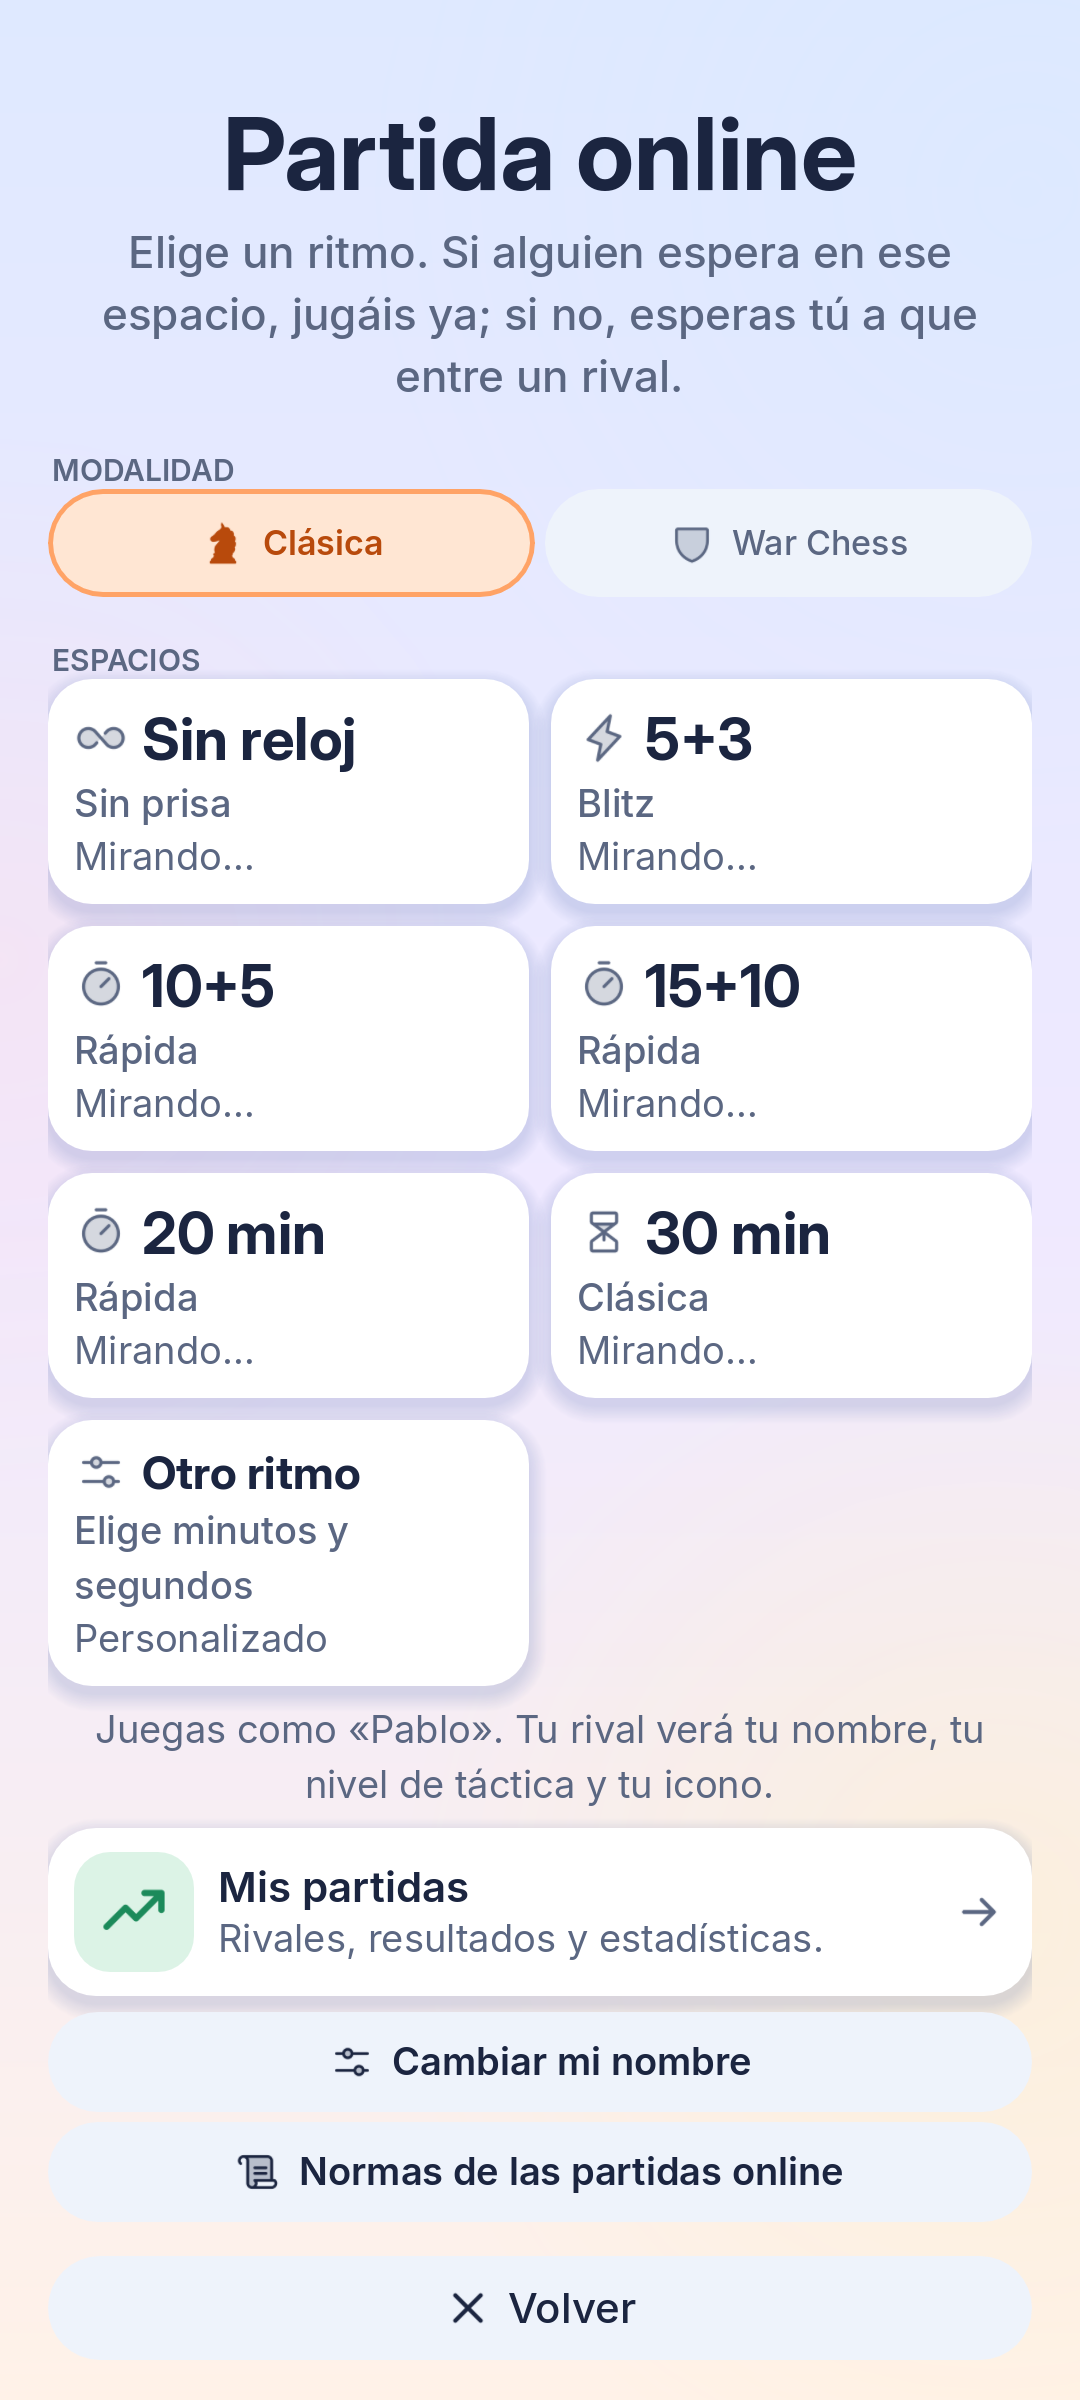 Partida online
Elige un ritmo. Si alguien espera en ese
espacio, jugáis ya; si no, esperas tú a que
entre un rival.
MODALIDAD
Clásica
War Chess
ESPACIOS
Sin reloj
Sin prisa
Mirando...
5+3
Blitz
Mirando...
10+5
Rápida
Mirando...
15+10
Rápida
Mirando...
20 min
Rápida
Mirando...
30 min
Clásica
Mirando...
Otro ritmo
Elige minutos y
segundos
Personalizado
Juegas como «Pablo». Tu rival verá tu nombre, tu
nivel de táctica y tu icono.
Mis partidas
Rivales, resultados y estadísticas.
Cambiar mi nombre
Normas de las partidas online
Volver